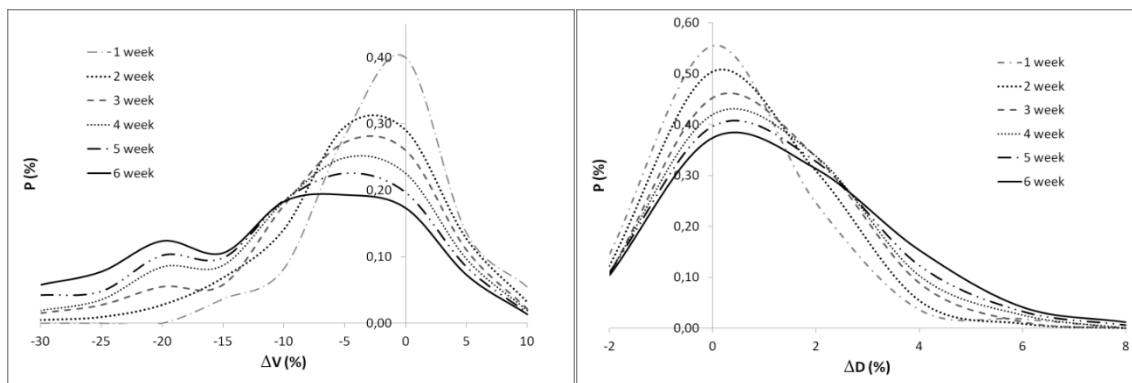 1 week
2 week
3 week
4 week
5 week
6 week
P (%)
0,40
0,30
0,20
0,10
0,00
-30 -25 -20 -15 -10 -5 0 5 10
ΔV (%)
0,60
0,50
0,40
0,30
0,20
0,10
0,00
P (%)
1 week
2 week
3 week
4 week
5 week
6 week
-2 0 2 4 6 8
ΔD (%)